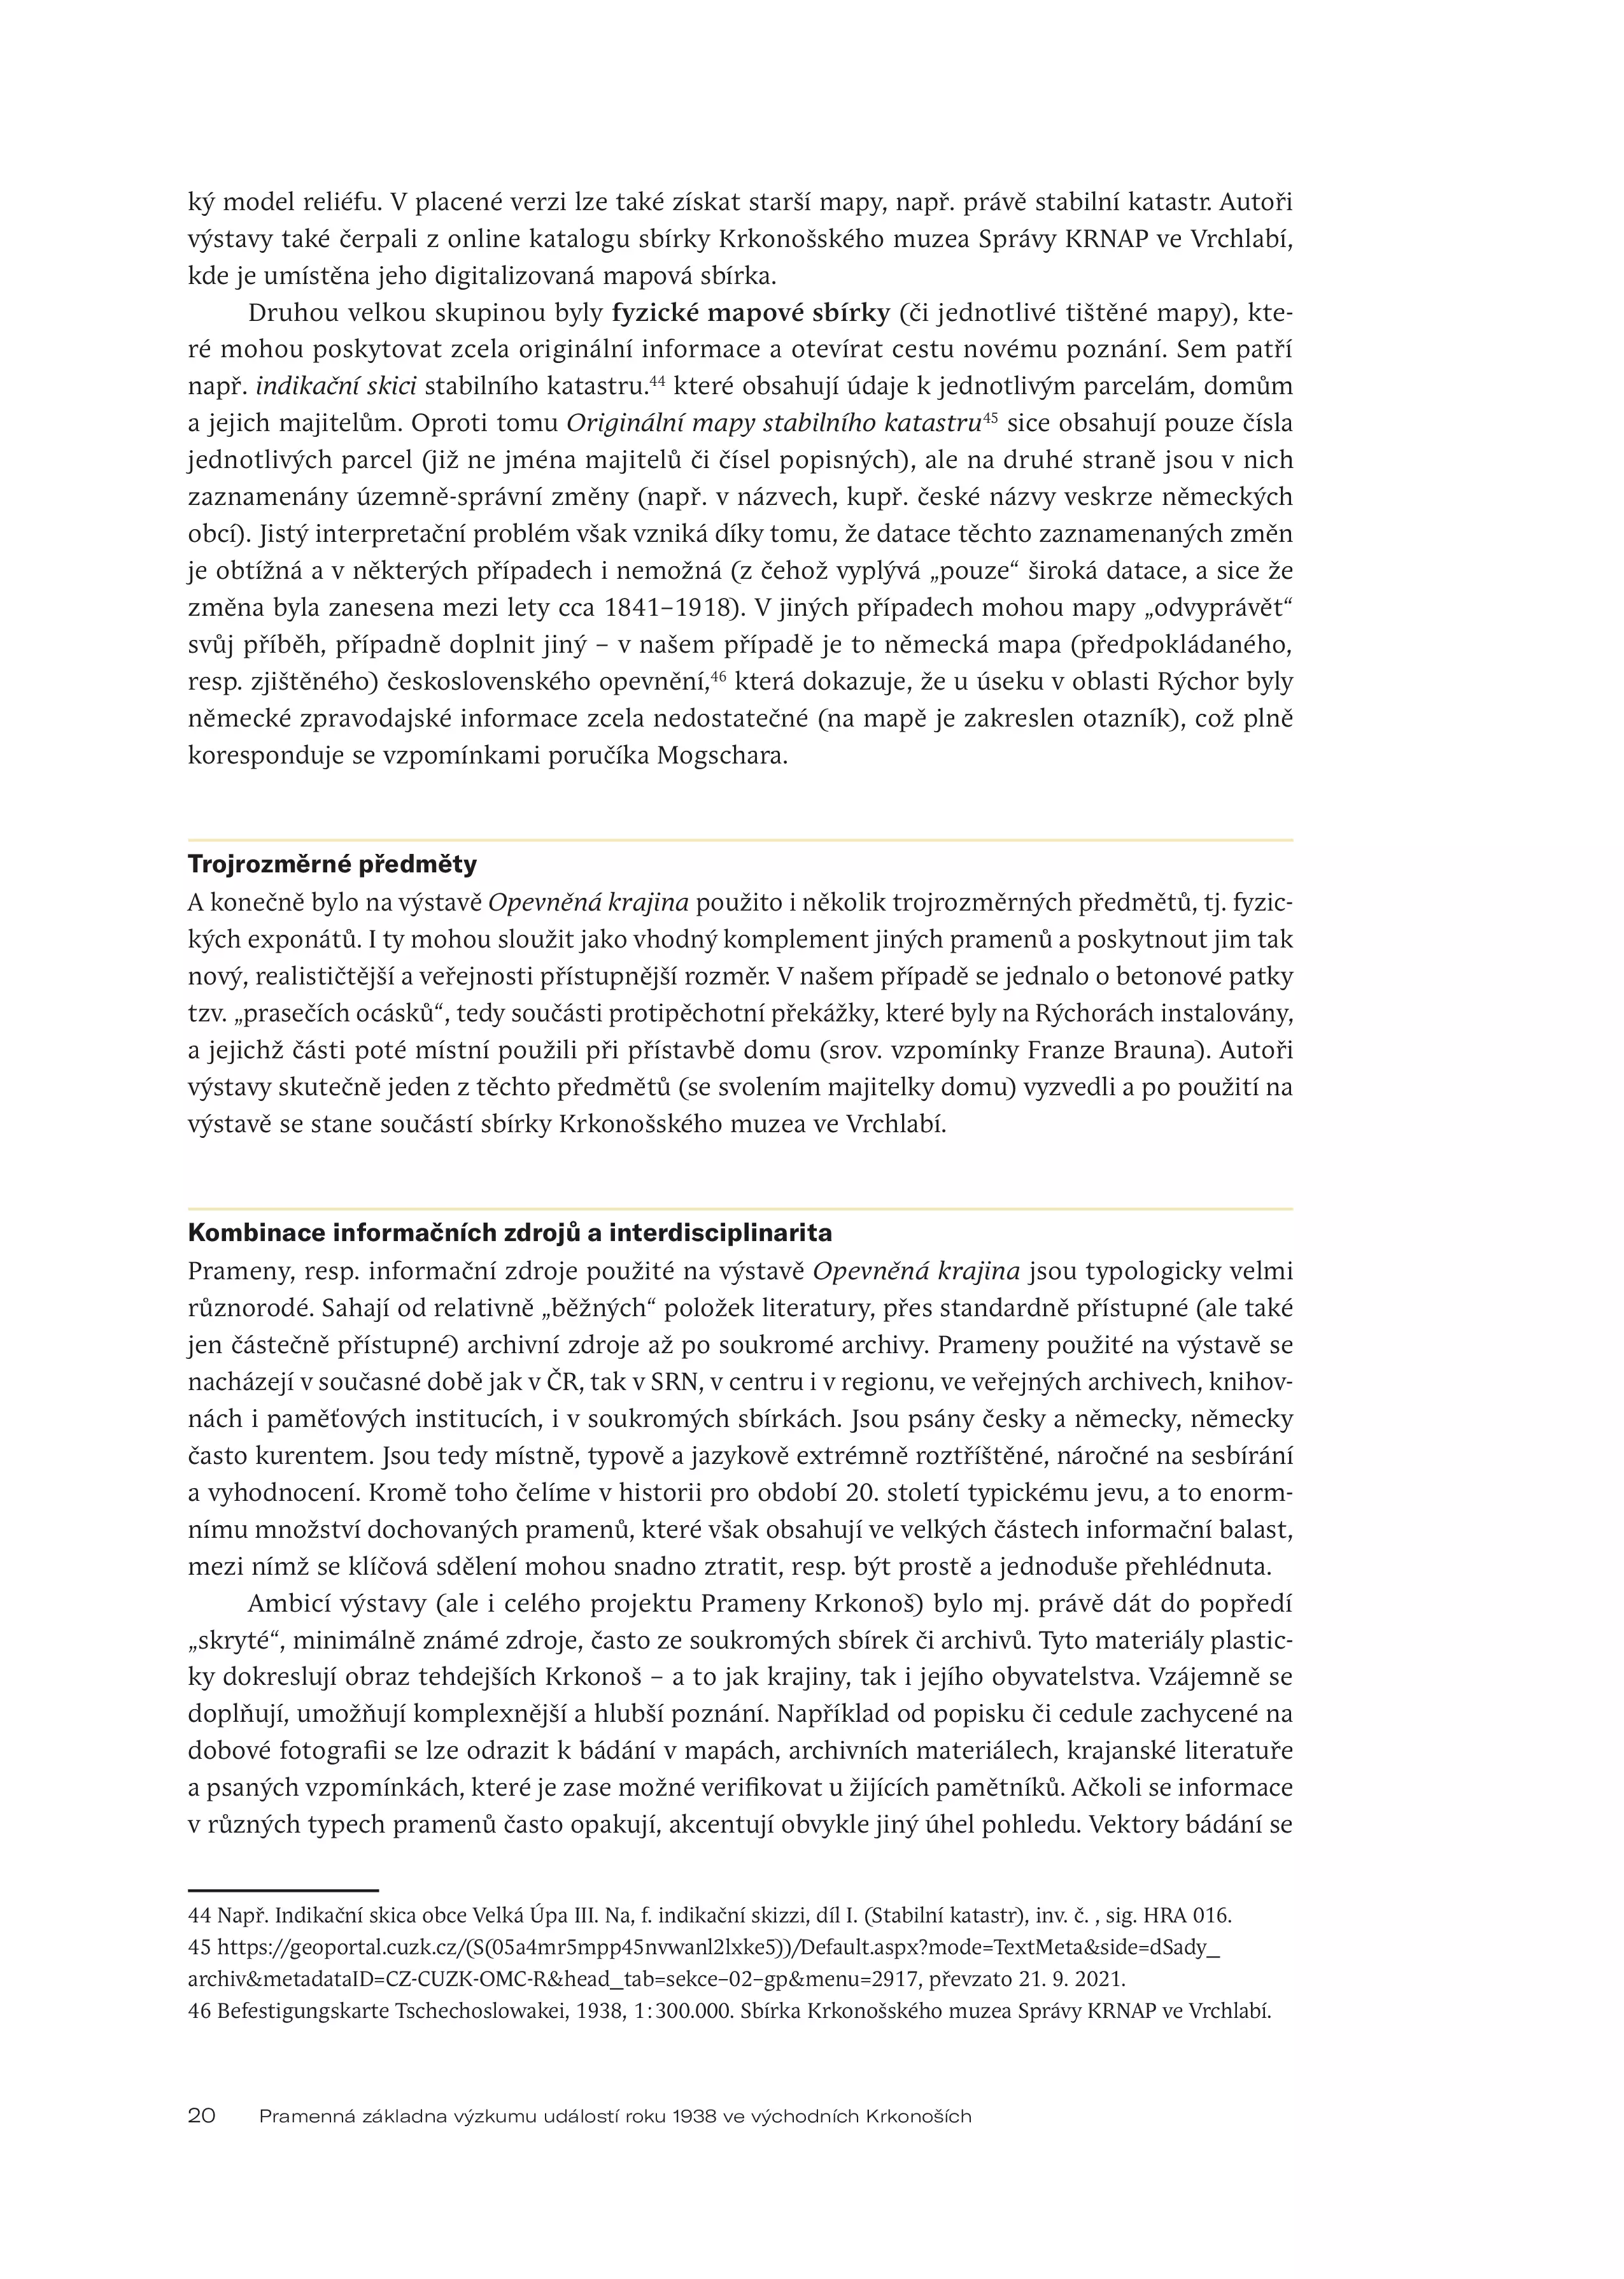 ký model reliéfu. V placené verzi lze také získat starší mapy, např. právě stabilní katastr. Autoři
výstavy také čerpali z online katalogu sbírky Krkonošského muzea Správy KRNAP ve Vrchlabí,
kde je umístěna jeho digitalizovaná mapová sbírka.
Druhou velkou skupinou byly fyzické mapové sbírky (či jednotlivé tištěné mapy), kte-
ré mohou poskytovat zcela originální informace a otevírat cestu novému poznání. Sem patří
např. indikační skici stabilního katastru.44 které obsahují údaje k jednotlivým parcelám, domům
a jejich majitelům. Oproti tomu Originální mapy stabilního katastru45 sice obsahují pouze čísla
jednotlivých parcel (již ne jména majitelů či čísel popisných), ale na druhé straně jsou v nich
zaznamenány územně-správní změny (např. v názvech, kupř. české názvy veskrze německých
obcí). Jistý interpretační problém však vzniká díky tomu, že datace těchto zaznamenaných změn
je obtížná a v některých případech i nemožná (z čehož vyplývá „pouze“ široká datace, a sice že
změna byla zanesena mezi lety cca 1841–1918). V jiných případech mohou mapy „odvyprávět“
svůj příběh, případně doplnit jiný – v našem případě je to německá mapa (předpokládaného,
resp. zjištěného) československého opevnění,46 která dokazuje, že u úseku v oblasti Rýchor byly
německé zpravodajské informace zcela nedostatečné (na mapě je zakreslen otazník), což plně
koresponduje se vzpomínkami poručíka Mogschara.
Trojrozměrné předměty
A konečně bylo na výstavě Opevněná krajina použito i několik trojrozměrných předmětů, tj. fyzic-
kých exponátů. I ty mohou sloužit jako vhodný komplement jiných pramenů a poskytnout jim tak
nový, realističtější a veřejnosti přístupnější rozměr. V našem případě se jednalo o betonové patky
tzv. „prasečích ocásků“, tedy součásti protipěchotní překážky, které byly na Rýchorách instalovány,
a jejichž části poté místní použili při přístavbě domu (srov. vzpomínky Franze Brauna). Autoři
výstavy skutečně jeden z těchto předmětů (se svolením majitelky domu) vyzvedli a po použití na
výstavě se stane součástí sbírky Krkonošského muzea ve Vrchlabí.
Kombinace informačních zdrojů a interdisciplinarita
Prameny, resp. informační zdroje použité na výstavě Opevněná krajina jsou typologicky velmi
různorodé. Sahají od relativně „běžných“ položek literatury, přes standardně přístupné (ale také
jen částečně přístupné) archivní zdroje až po soukromé archivy. Prameny použité na výstavě se
nacházejí v současné době jak v ČR, tak v SRN, v centru i v regionu, ve veřejných archivech, knihov-
nách i paměťových institucích, i v soukromých sbírkách. Jsou psány česky a německy, německy
často kurentem. Jsou tedy místně, typově a jazykově extrémně roztříštěné, náročné na sesbírání
a vyhodnocení. Kromě toho čelíme v historii pro období 20. století typickému jevu, a to enorm-
nímu množství dochovaných pramenů, které však obsahují ve velkých částech informační balast,
mezi nímž se klíčová sdělení mohou snadno ztratit, resp. být prostě a jednoduše přehlédnuta.
Ambicí výstavy (ale i celého projektu Prameny Krkonoš) bylo mj. právě dát do popředí
„skryté“, minimálně známé zdroje, často ze soukromých sbírek či archivů. Tyto materiály plastic-
ky dokreslují obraz tehdejších Krkonoš – a to jak krajiny, tak i jejího obyvatelstva. Vzájemně se
doplňují, umožňují komplexnější a hlubší poznání. Například od popisku či cedule zachycené na
dobové fotografii se lze odrazit k bádání v mapách, archivních materiálech, krajanské literatuře
a psaných vzpomínkách, které je zase možné verifikovat u žijících pamětníků. Ačkoli se informace
v různých typech pramenů často opakují, akcentují obvykle jiný úhel pohledu. Vektory bádání se
44 Např. Indikační skica obce Velká Úpa III. Na, f. indikační skizzi, díl I. (Stabilní katastr), inv. č. , sig. HRA 016.
45 https://geoportal.cuzk.cz/(S(05a4mr5mpp45nvwanl2lxke5))/Default.aspx?mode=TextMeta&side=dSady_
archiv&metadataID=CZ-CUZK-OMC-R&head_tab=sekce–02–gp&menu=2917, převzato 21. 9. 2021.
46 Befestigungskarte Tschechoslowakei, 1938, 1:300.000. Sbírka Krkonošského muzea Správy KRNAP ve Vrchlabí.
20 Pramenná základna výzkumu událostí roku 1938 ve východních Krkonoších